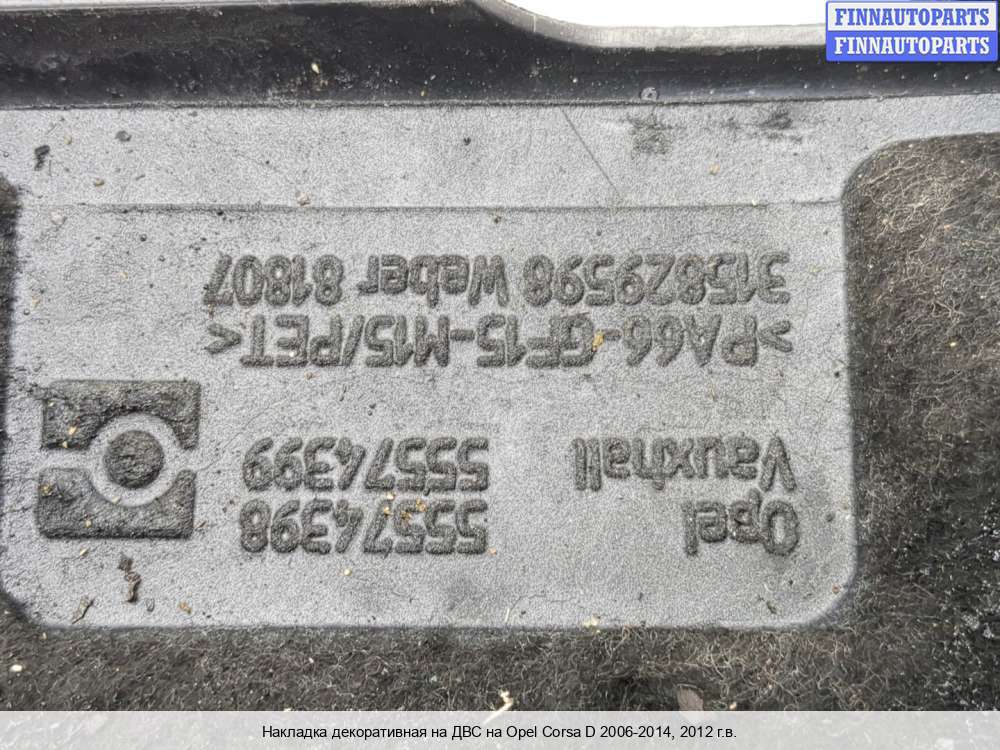 FINNAUTOPARTS
FINNAUTOPARTS
Opel 55574398
Vauxhall 55574399
>PA66-GF15-M15/PET<
315829598 Weber 81807
Накладка декоративная на ДВС на Opel Corsa D 2006-2014, 2012 г.в.